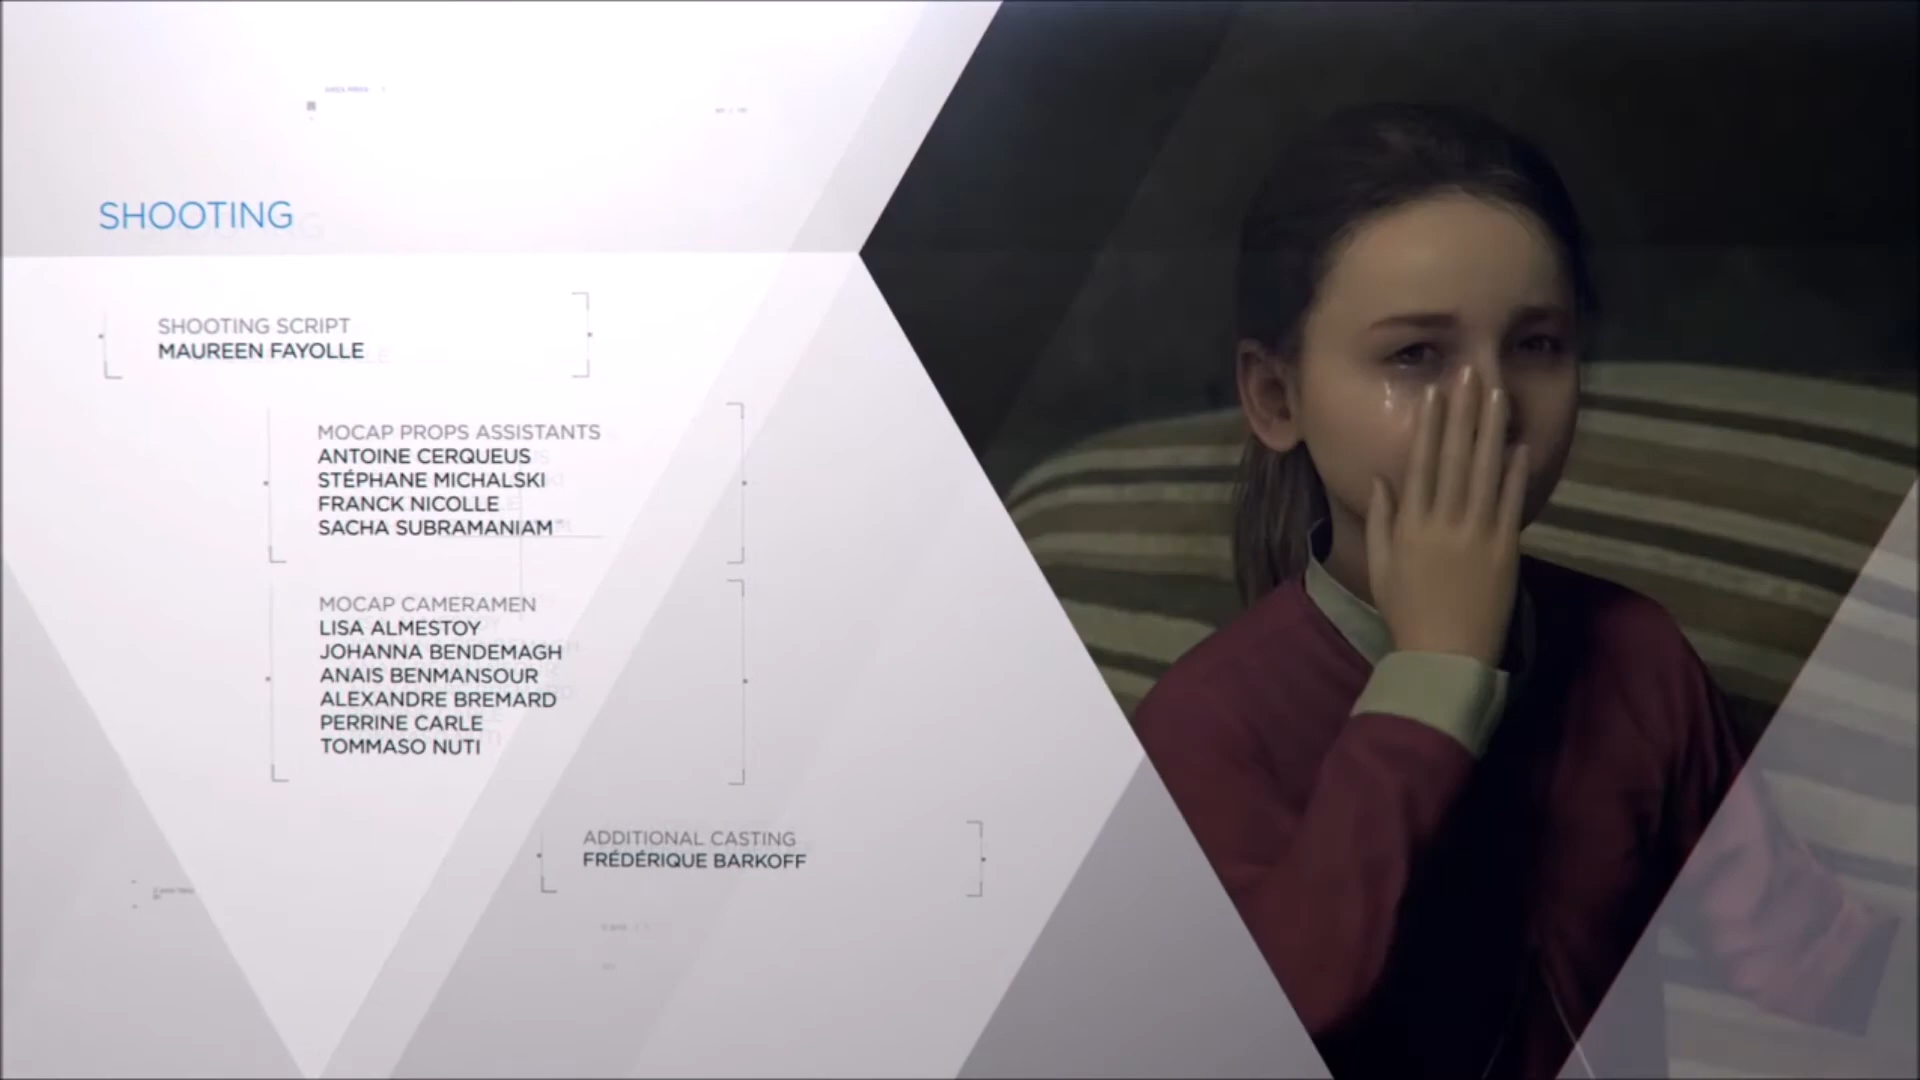 SHOOTING
SHOOTING SCRIPT
MAUREEN FAYOLLE
MOCAP PROPS ASSISTANTS
ANTOINE CERQUEUS
STÉPHANE MICHALSKI
FRANCK NICOLLE
SACHA SUBRAMANIAM
MOCAP CAMERAMEN
LISA ALMESTOY
JOHANNA BENDEMAGH
ANAIS BENMANSOUR
ALEXANDRE BREMARD
PERRINE CARLE
TOMMASO NUTI
ADDITIONAL CASTING
FRÉDÉRIQUE BARKOFF